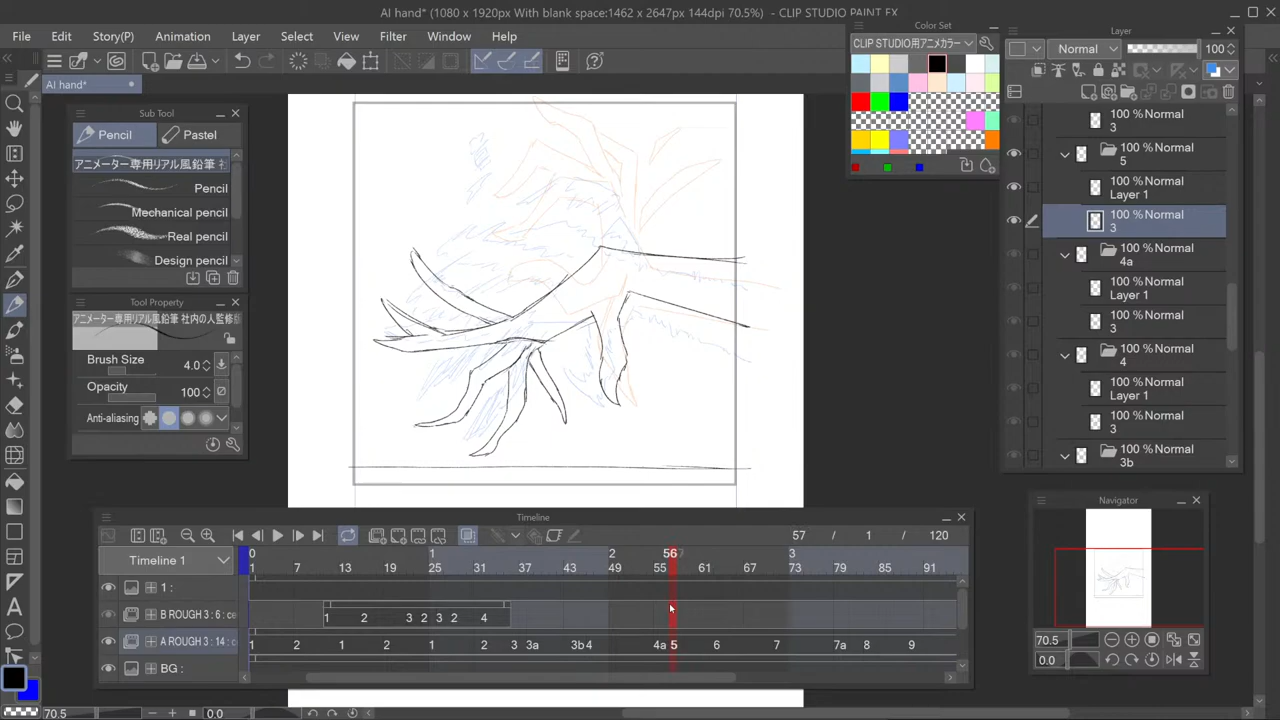 AI hand* (1080 x 1920px With blank space:1462 x 2647px 144dpi 70.5%) - CLIP STUDIO PAINT EX
File Edit Story(P) Animation Layer Select View Filter Window Help
AI hand*
Sub Tool
Pencil Pastel
アニメーター専用リアル風鉛筆 社
Pencil
Mechanical pencil
Real pencil
Design pencil
Tool Property
アニメーター専用リアル風鉛筆 社内の人監修
Brush Size 4.0
Opacity 100
Anti-aliasing
Color Set
CLIP STUDIO用アニメカラー
Layer
Normal 100
100 %Normal
3
100 %Normal
5
100 %Normal
Layer 1
100 %Normal
3
100 %Normal
4a
100 %Normal
Layer 1
100 %Normal
3
100 %Normal
4
100 %Normal
Layer 1
100 %Normal
3
100 %Normal
3b
Timeline
57 / 1 / 120
Timeline 1
0 1 2 56 3
1 7 13 19 25 31 37 43 49 55 61 67 73 79 85 91
1 :
B ROUGH 3 : 6 : ce 1 2 3 2 3 2 4
A ROUGH 3 : 14 : 1 2 1 2 1 2 3 3a 3b 4 4a 5 6 7 7a 8 9
BG :
Navigator
70.5
0.0
70.5 0.0